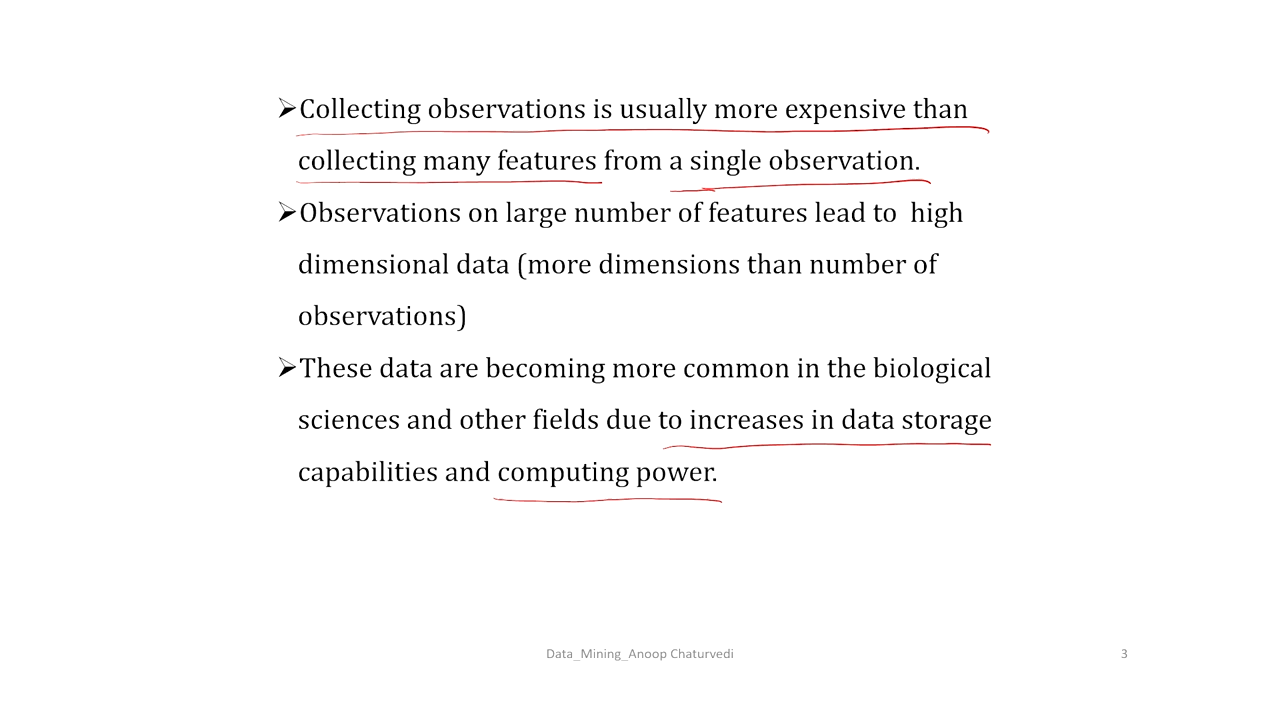 ➢Collecting observations is usually more expensive than
collecting many features from a single observation.
➢Observations on large number of features lead to  high
dimensional data (more dimensions than number of
observations)
➢These data are becoming more common in the biological
sciences and other fields due to increases in data storage
capabilities and computing power.
Data_Mining_Anoop Chaturvedi
3